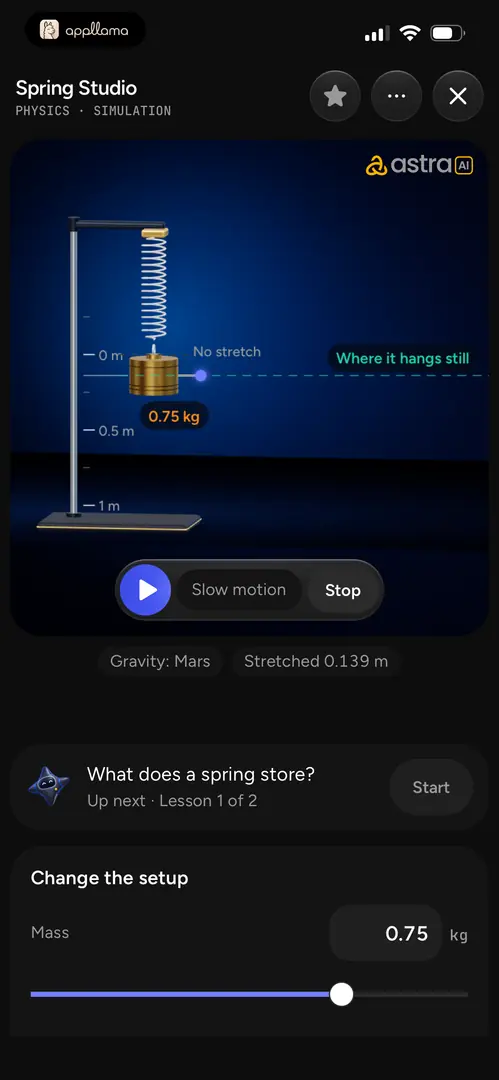 appllama
Spring Studio
PHYSICS · SIMULATION
astra AI
No stretch
0 m
Where it hangs still
0.75 kg
0.5 m
1 m
Slow motion
Stop
Gravity: Mars
Stretched 0.139 m
What does a spring store?
Up next · Lesson 1 of 2
Start
Change the setup
Mass
0.75 kg